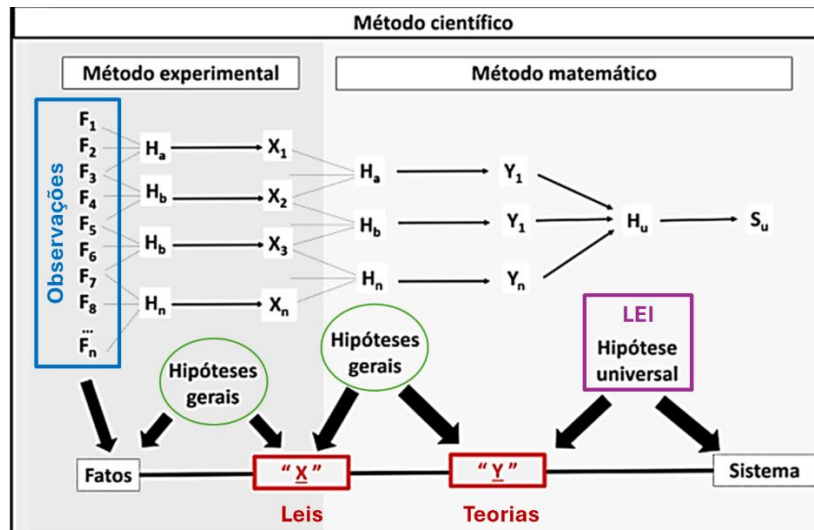 Método científico
Método experimental
Método matemático
Observações
F1
F2
F3
F4
F5
F6
F7
F8
...
Fn
Ha
Hb
Hb
Hn
X1
X2
X3
Xn
Ha
Hb
Hn
Y1
Y1
Yn
Hu
Su
Hipóteses
gerais
Hipóteses
gerais
LEI
Hipótese
universal
Fatos
“ X”
“ Y”
Sistema
Leis
Teorias